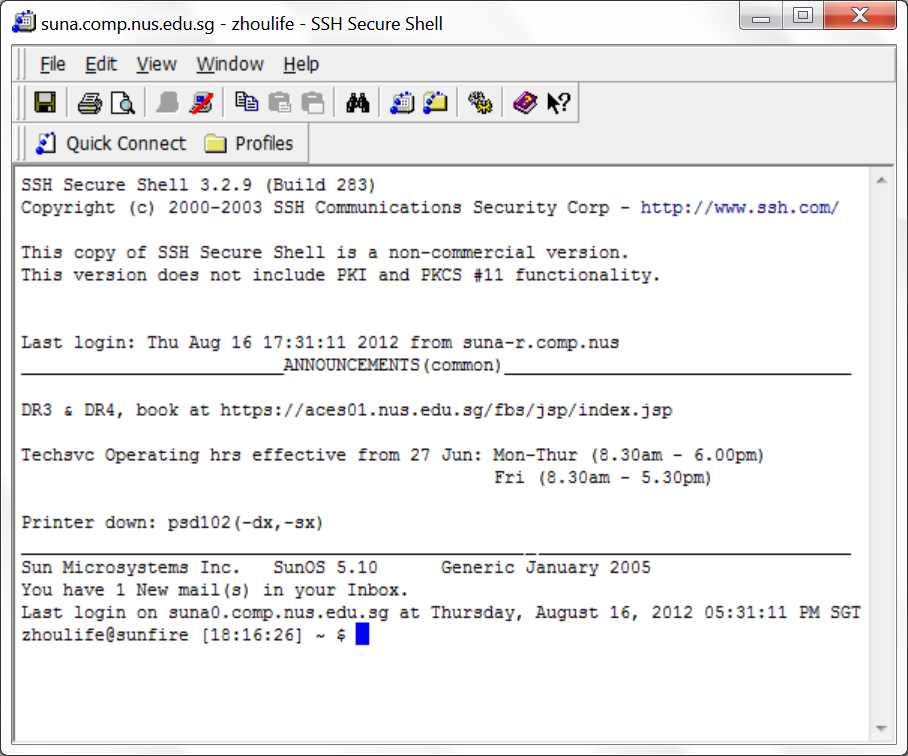 suna.comp.nus.edu.sg - zhoulife - SSH Secure Shell
File Edit View Window Help
Quick Connect Profiles
SSH Secure Shell 3.2.9 (Build 283)
Copyright (c) 2000-2003 SSH Communications Security Corp - http://www.ssh.com/
This copy of SSH Secure Shell is a non-commercial version.
This version does not include PKI and PKCS #11 functionality.
Last login: Thu Aug 16 17:31:11 2012 from suna-r.comp.nus
_____________________________ANNOUNCEMENTS(common)______________________________________
DR3 & DR4, book at https://aces01.nus.edu.sg/fbs/jsp/index.jsp
Techsvc Operating hrs effective from 27 Jun: Mon-Thur (8.30am - 6.00pm)
Fri (8.30am - 5.30pm)
Printer down: psd102(-dx,-sx)
Sun Microsystems Inc. SunOS 5.10 Generic January 2005
You have 1 New mail(s) in your Inbox.
Last login on suna0.comp.nus.edu.sg at Thursday, August 16, 2012 05:31:11 PM SGT
zhoulife@sunfire [18:16:26] ~ $